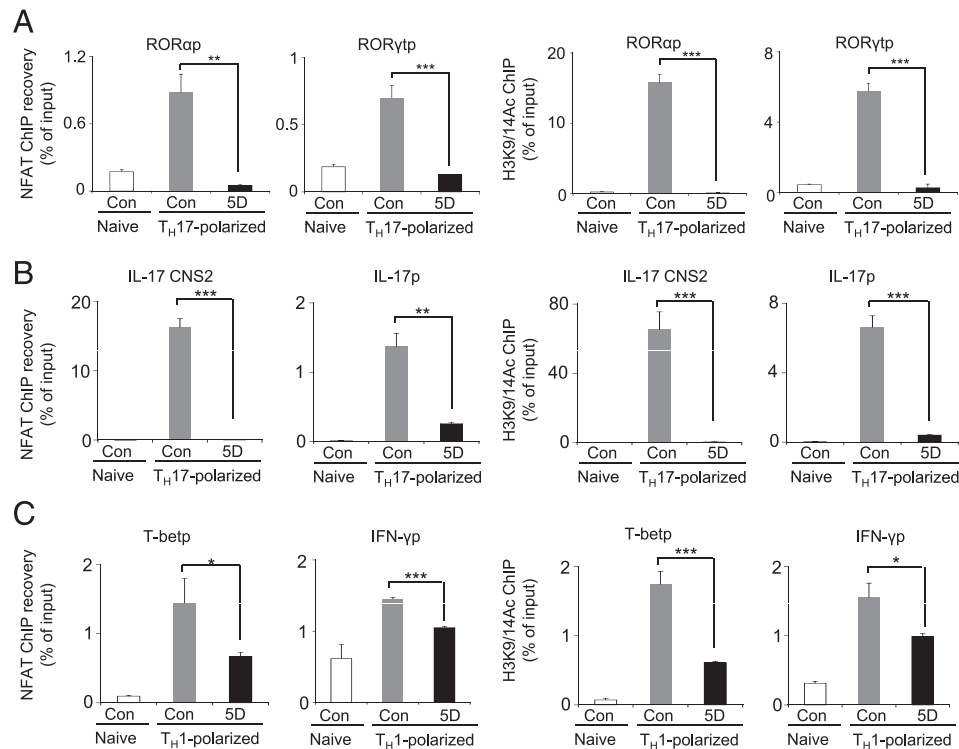 A
RORαp
RORγtp
RORαp
RORγtp
NFAT ChIP recovery
(% of input)
1.2
0.6
0
**
1
0.5
0
***
H3K9/14Ac ChIP
(% of input)
20
10
0
***
8
4
0
***
Con Con 5D
Naive TH17-polarized
Con Con 5D
Naive TH17-polarized
Con Con 5D
Naive TH17-polarized
Con Con 5D
Naive TH17-polarized
B
IL-17 CNS2
IL-17p
IL-17 CNS2
IL-17p
NFAT ChIP recovery
(% of input)
20
10
0
***
2
1
0
**
H3K9/14Ac ChIP
(% of input)
80
60
40
20
0
***
8
4
0
***
Con Con 5D
Naive TH17-polarized
Con Con 5D
Naive TH17-polarized
Con Con 5D
Naive TH17-polarized
Con Con 5D
Naive TH17-polarized
C
T-betp
IFN-γp
T-betp
IFN-γp
NFAT ChIP recovery
(% of input)
2
1
0
*
2
1
0
***
H3K9/14Ac ChIP
(% of input)
2
1
0
***
2
1
0
*
Con Con 5D
Naive TH1-polarized
Con Con 5D
Naive TH1-polarized
Con Con 5D
Naive TH1-polarized
Con Con 5D
Naive TH1-polarized